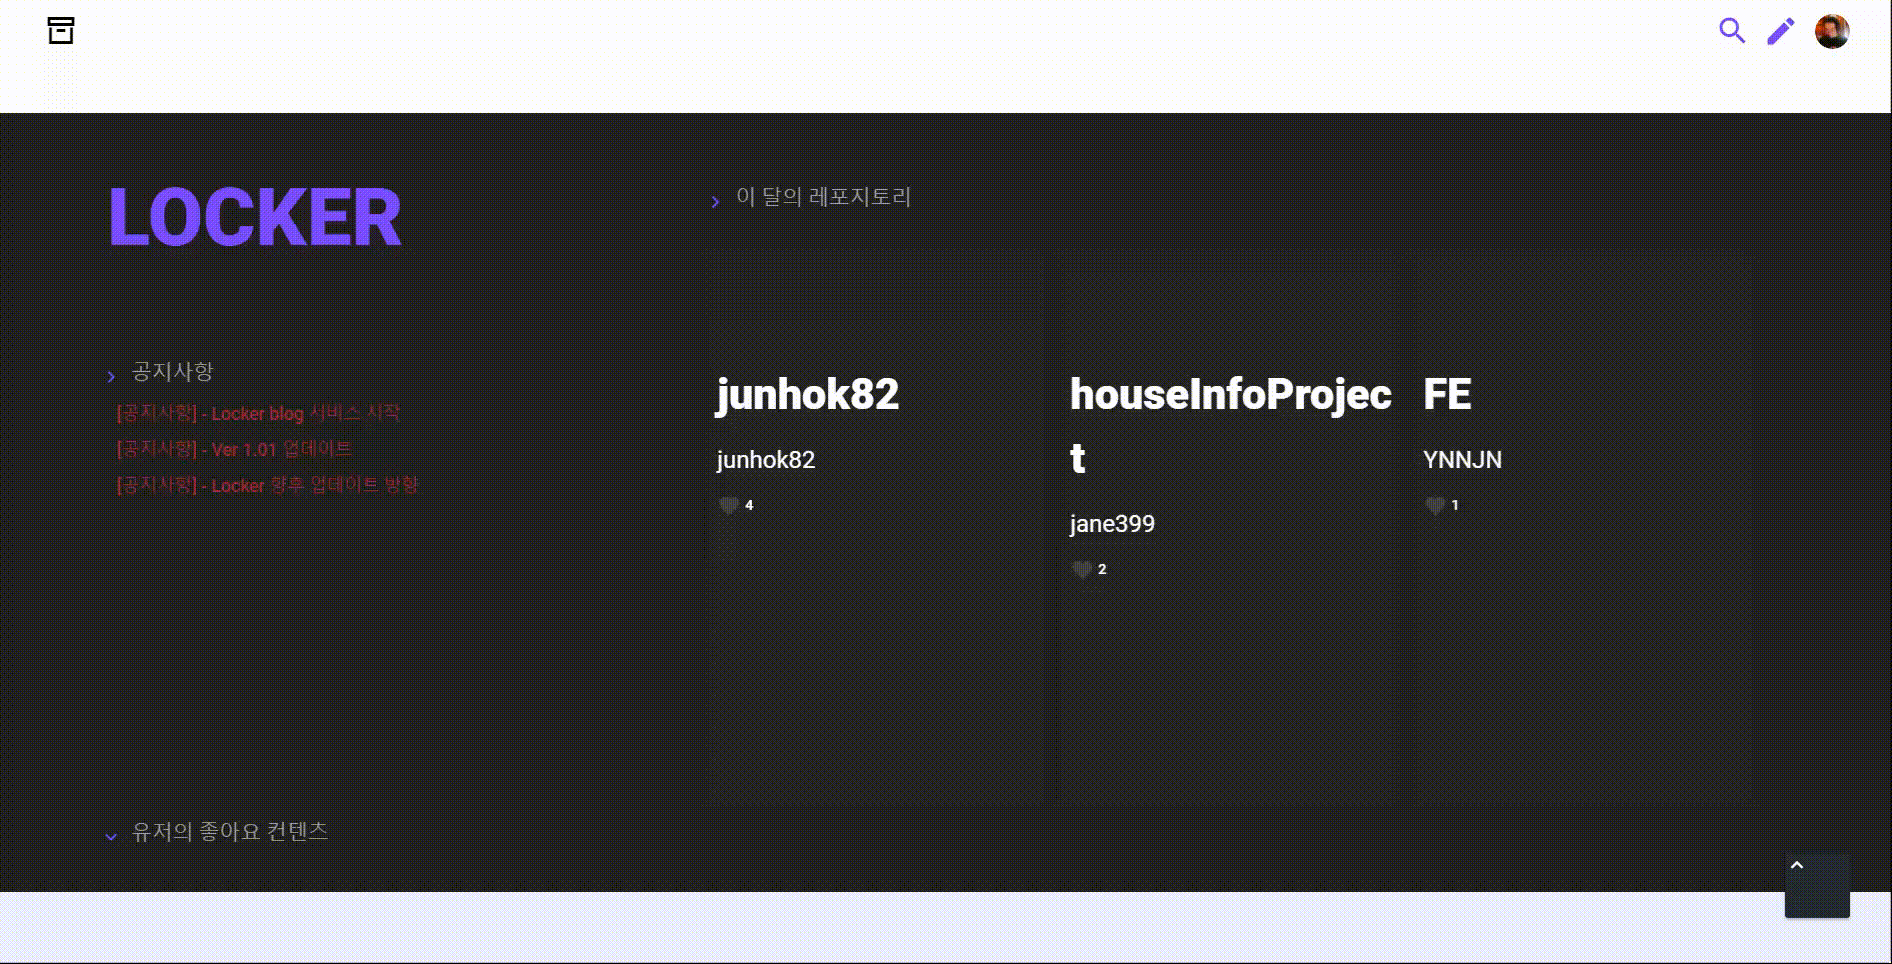 LOCKER
공지사항
[공지사항] - Locker blog 서비스 시작
[공지사항] - Ver 1.01 업데이트
[공지사항] - Locker 향후 업데이트 방향
이 달의 레포지토리
junhok82
junhok82
4
houseInfoProjec
t
jane399
2
FE
YNNJN
1
유저의 좋아요 컨텐츠